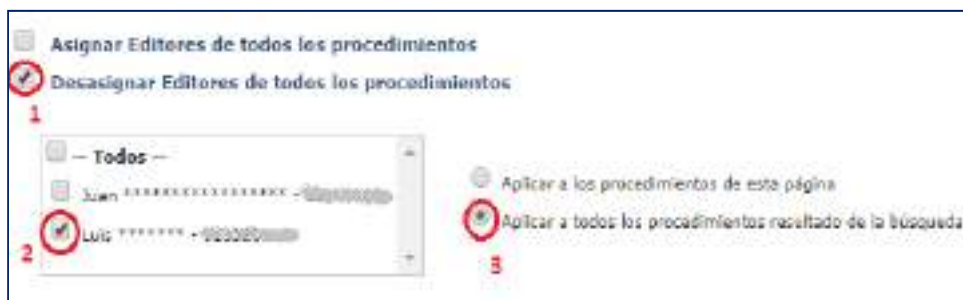 Asignar Editores de todos los procedimientos
Desasignar Editores de todos los procedimientos
1
-- Todos --
Juan ****************** -
Luis ******* -
2
Aplicar a los procedimientos de esta página
Aplicar a todos los procedimientos resultado de la búsqueda
3